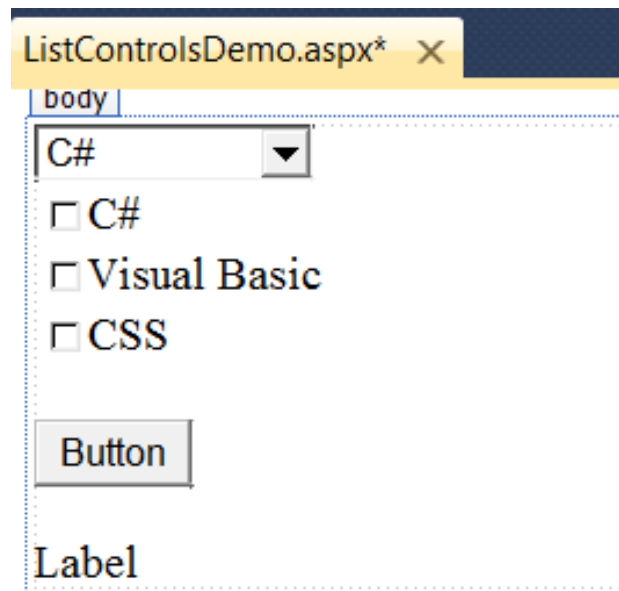 ListControlsDemo.aspx*
body
C#
C#
Visual Basic
CSS
Button
Label